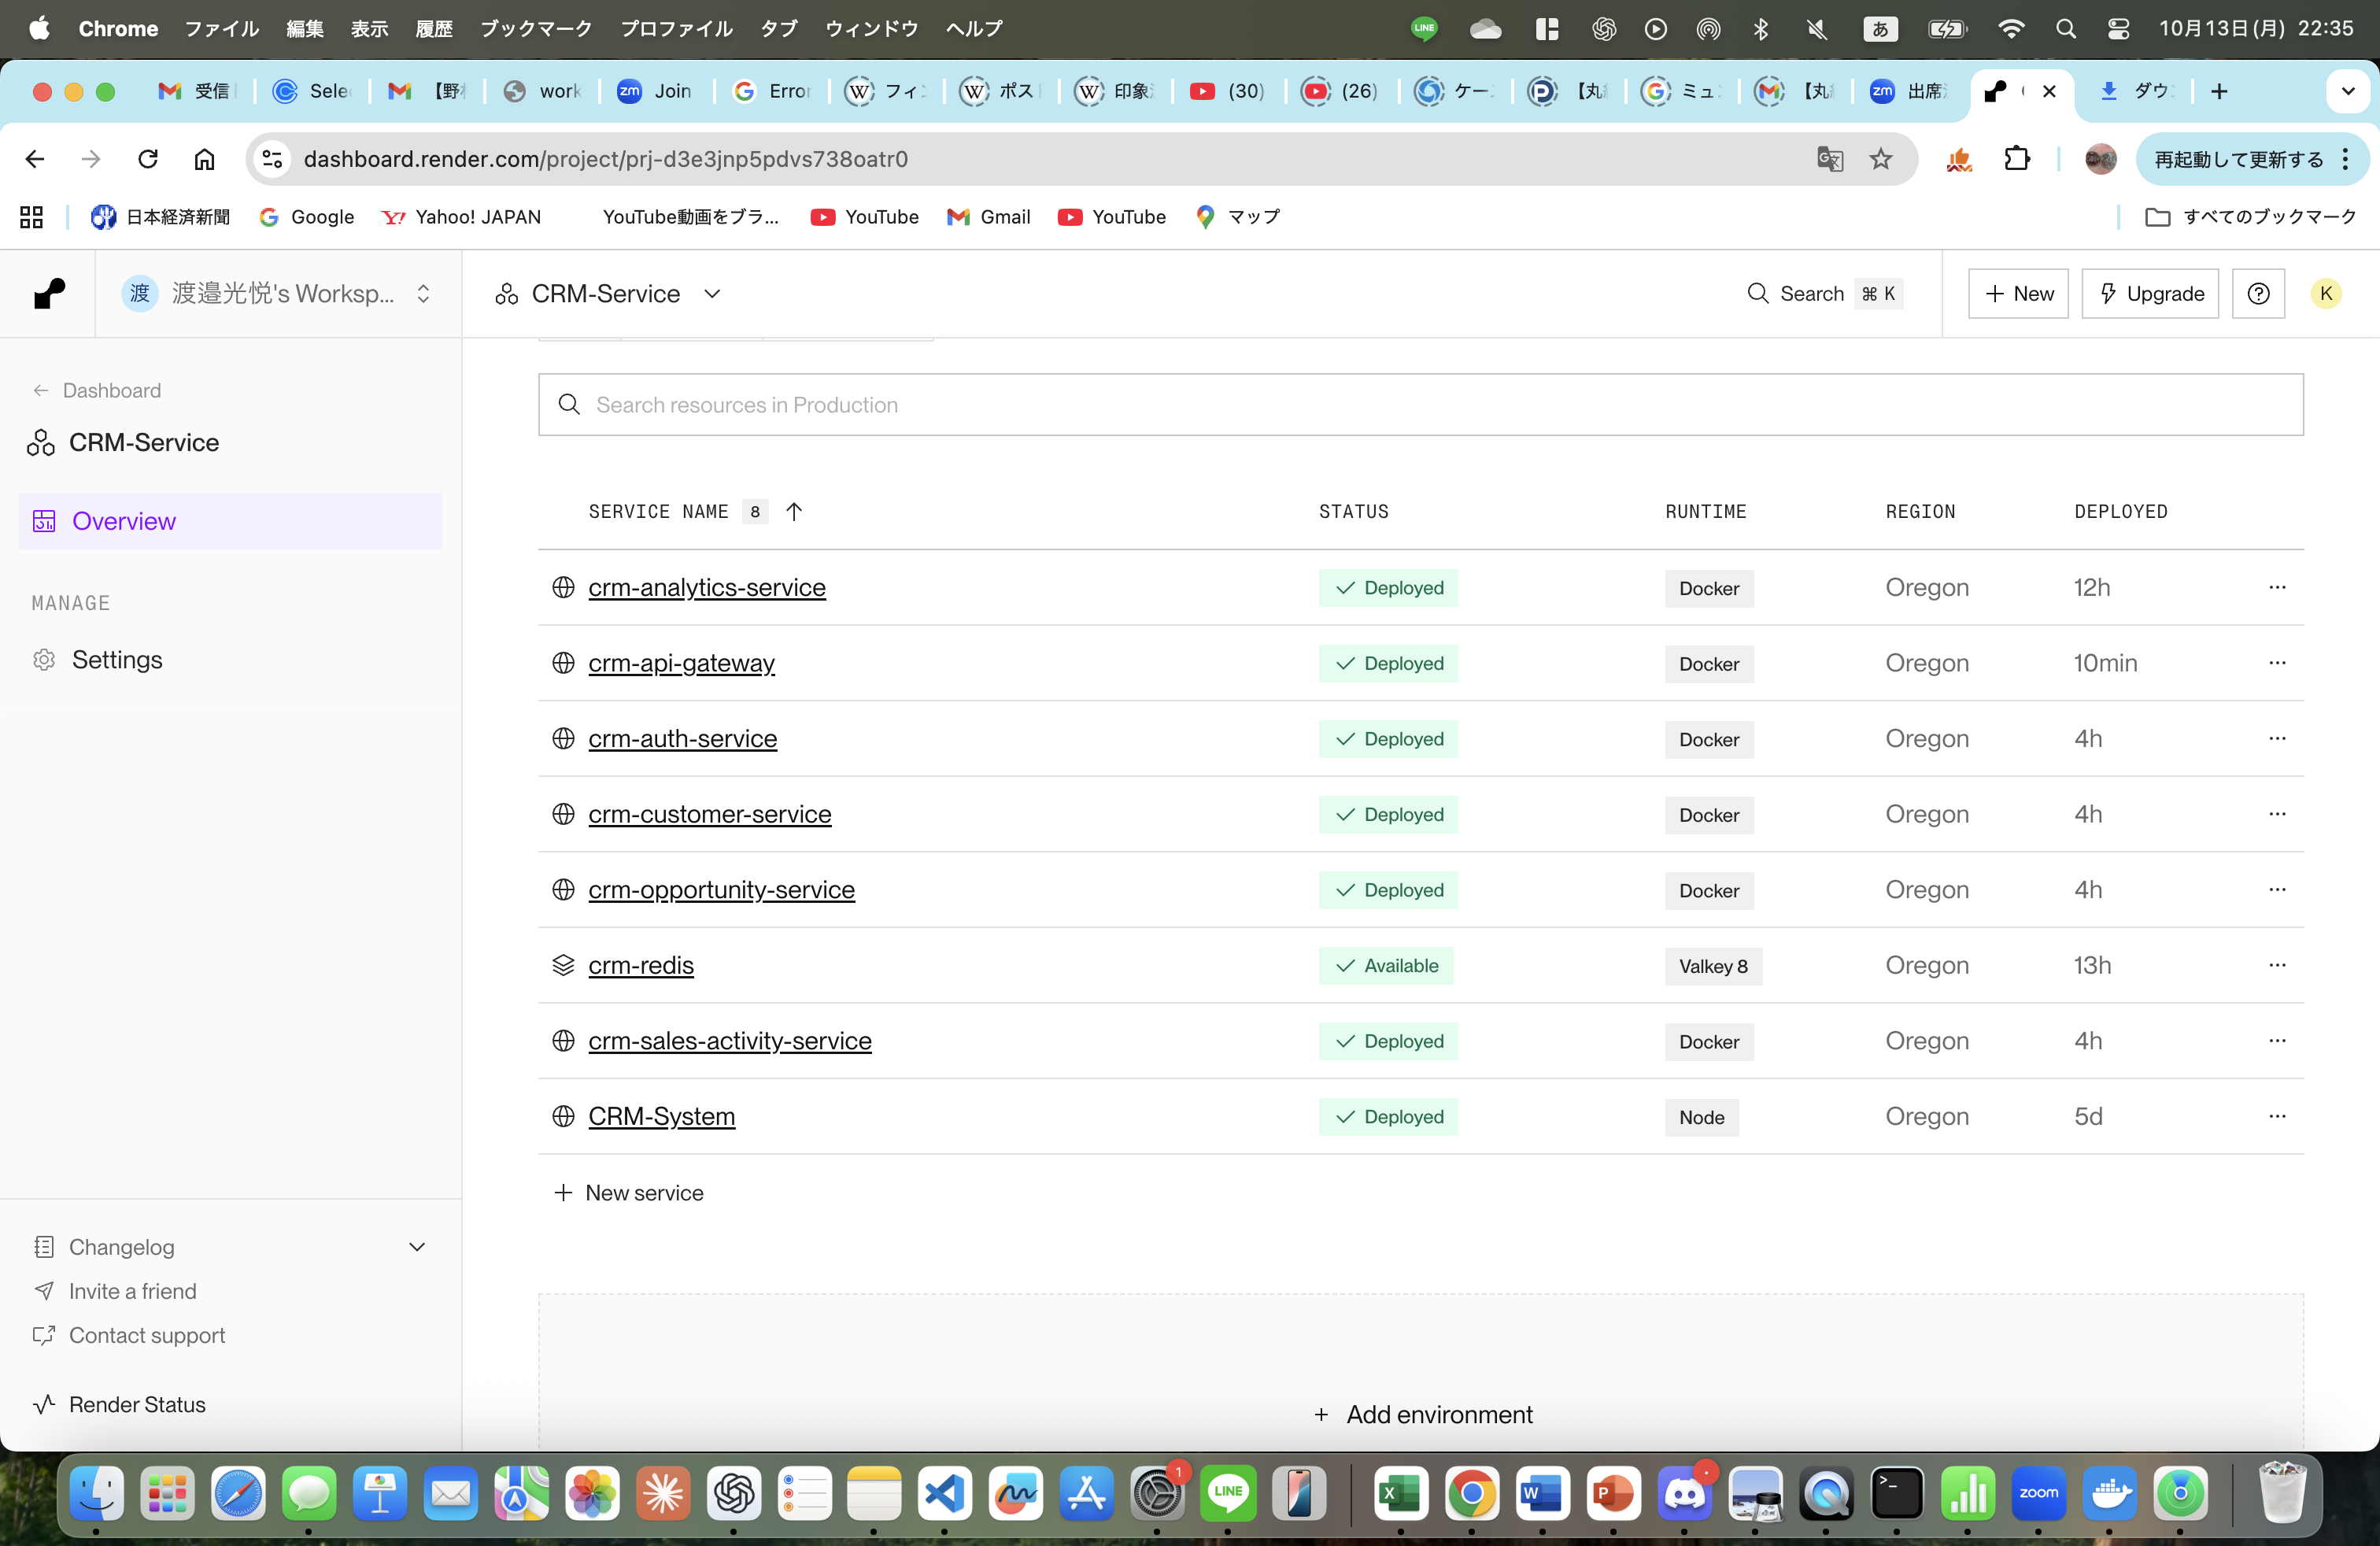 Chrome ファイル 編集 表示 履歴 ブックマーク プロファイル タブ ウィンドウ ヘルプ LINE あ 10月13日(月) 22:35
受信 Sele 【野 work zm Join Error W フィ W ポス W 印象 (30) (26) ケー 【丸 ミュ 【丸 zm 出席 ダウ
dashboard.render.com/project/prj-d3e3jnp5pdvs738oatr0 再起動して更新する
日本経済新聞 Google Y! Yahoo! JAPAN YouTube動画をブラ... YouTube Gmail YouTube マップ すべてのブックマーク
渡 渡邉光悦's Worksp... CRM-Service Search ⌘ K + New Upgrade K
← Dashboard
CRM-Service
Overview
MANAGE
Settings
Changelog
Invite a friend
Contact support
Render Status
Search resources in Production
SERVICE NAME 8 ↑ STATUS RUNTIME REGION DEPLOYED
crm-analytics-service Deployed Docker Oregon 12h
crm-api-gateway Deployed Docker Oregon 10min
crm-auth-service Deployed Docker Oregon 4h
crm-customer-service Deployed Docker Oregon 4h
crm-opportunity-service Deployed Docker Oregon 4h
crm-redis Available Valkey 8 Oregon 13h
crm-sales-activity-service Deployed Docker Oregon 4h
CRM-System Deployed Node Oregon 5d
+ New service
+ Add environment
1 LINE X W P >_ zoom